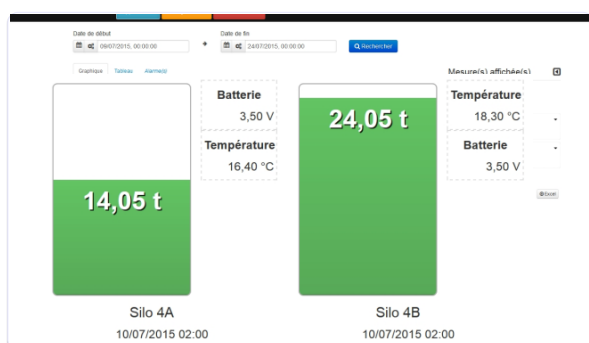 Date de début
Date de fin
09/07/2015, 00:00:00
24/07/2015, 00:00:00
Rechercher
Graphique Tableau Alarme(s)
Mesure(s) affichée(s)
Batterie
3,50 V
Température
16,40 °C
14,05 t
Silo 4A
10/07/2015 02:00
24,05 t
Température
18,30 °C
Batterie
3,50 V
Silo 4B
10/07/2015 02:00